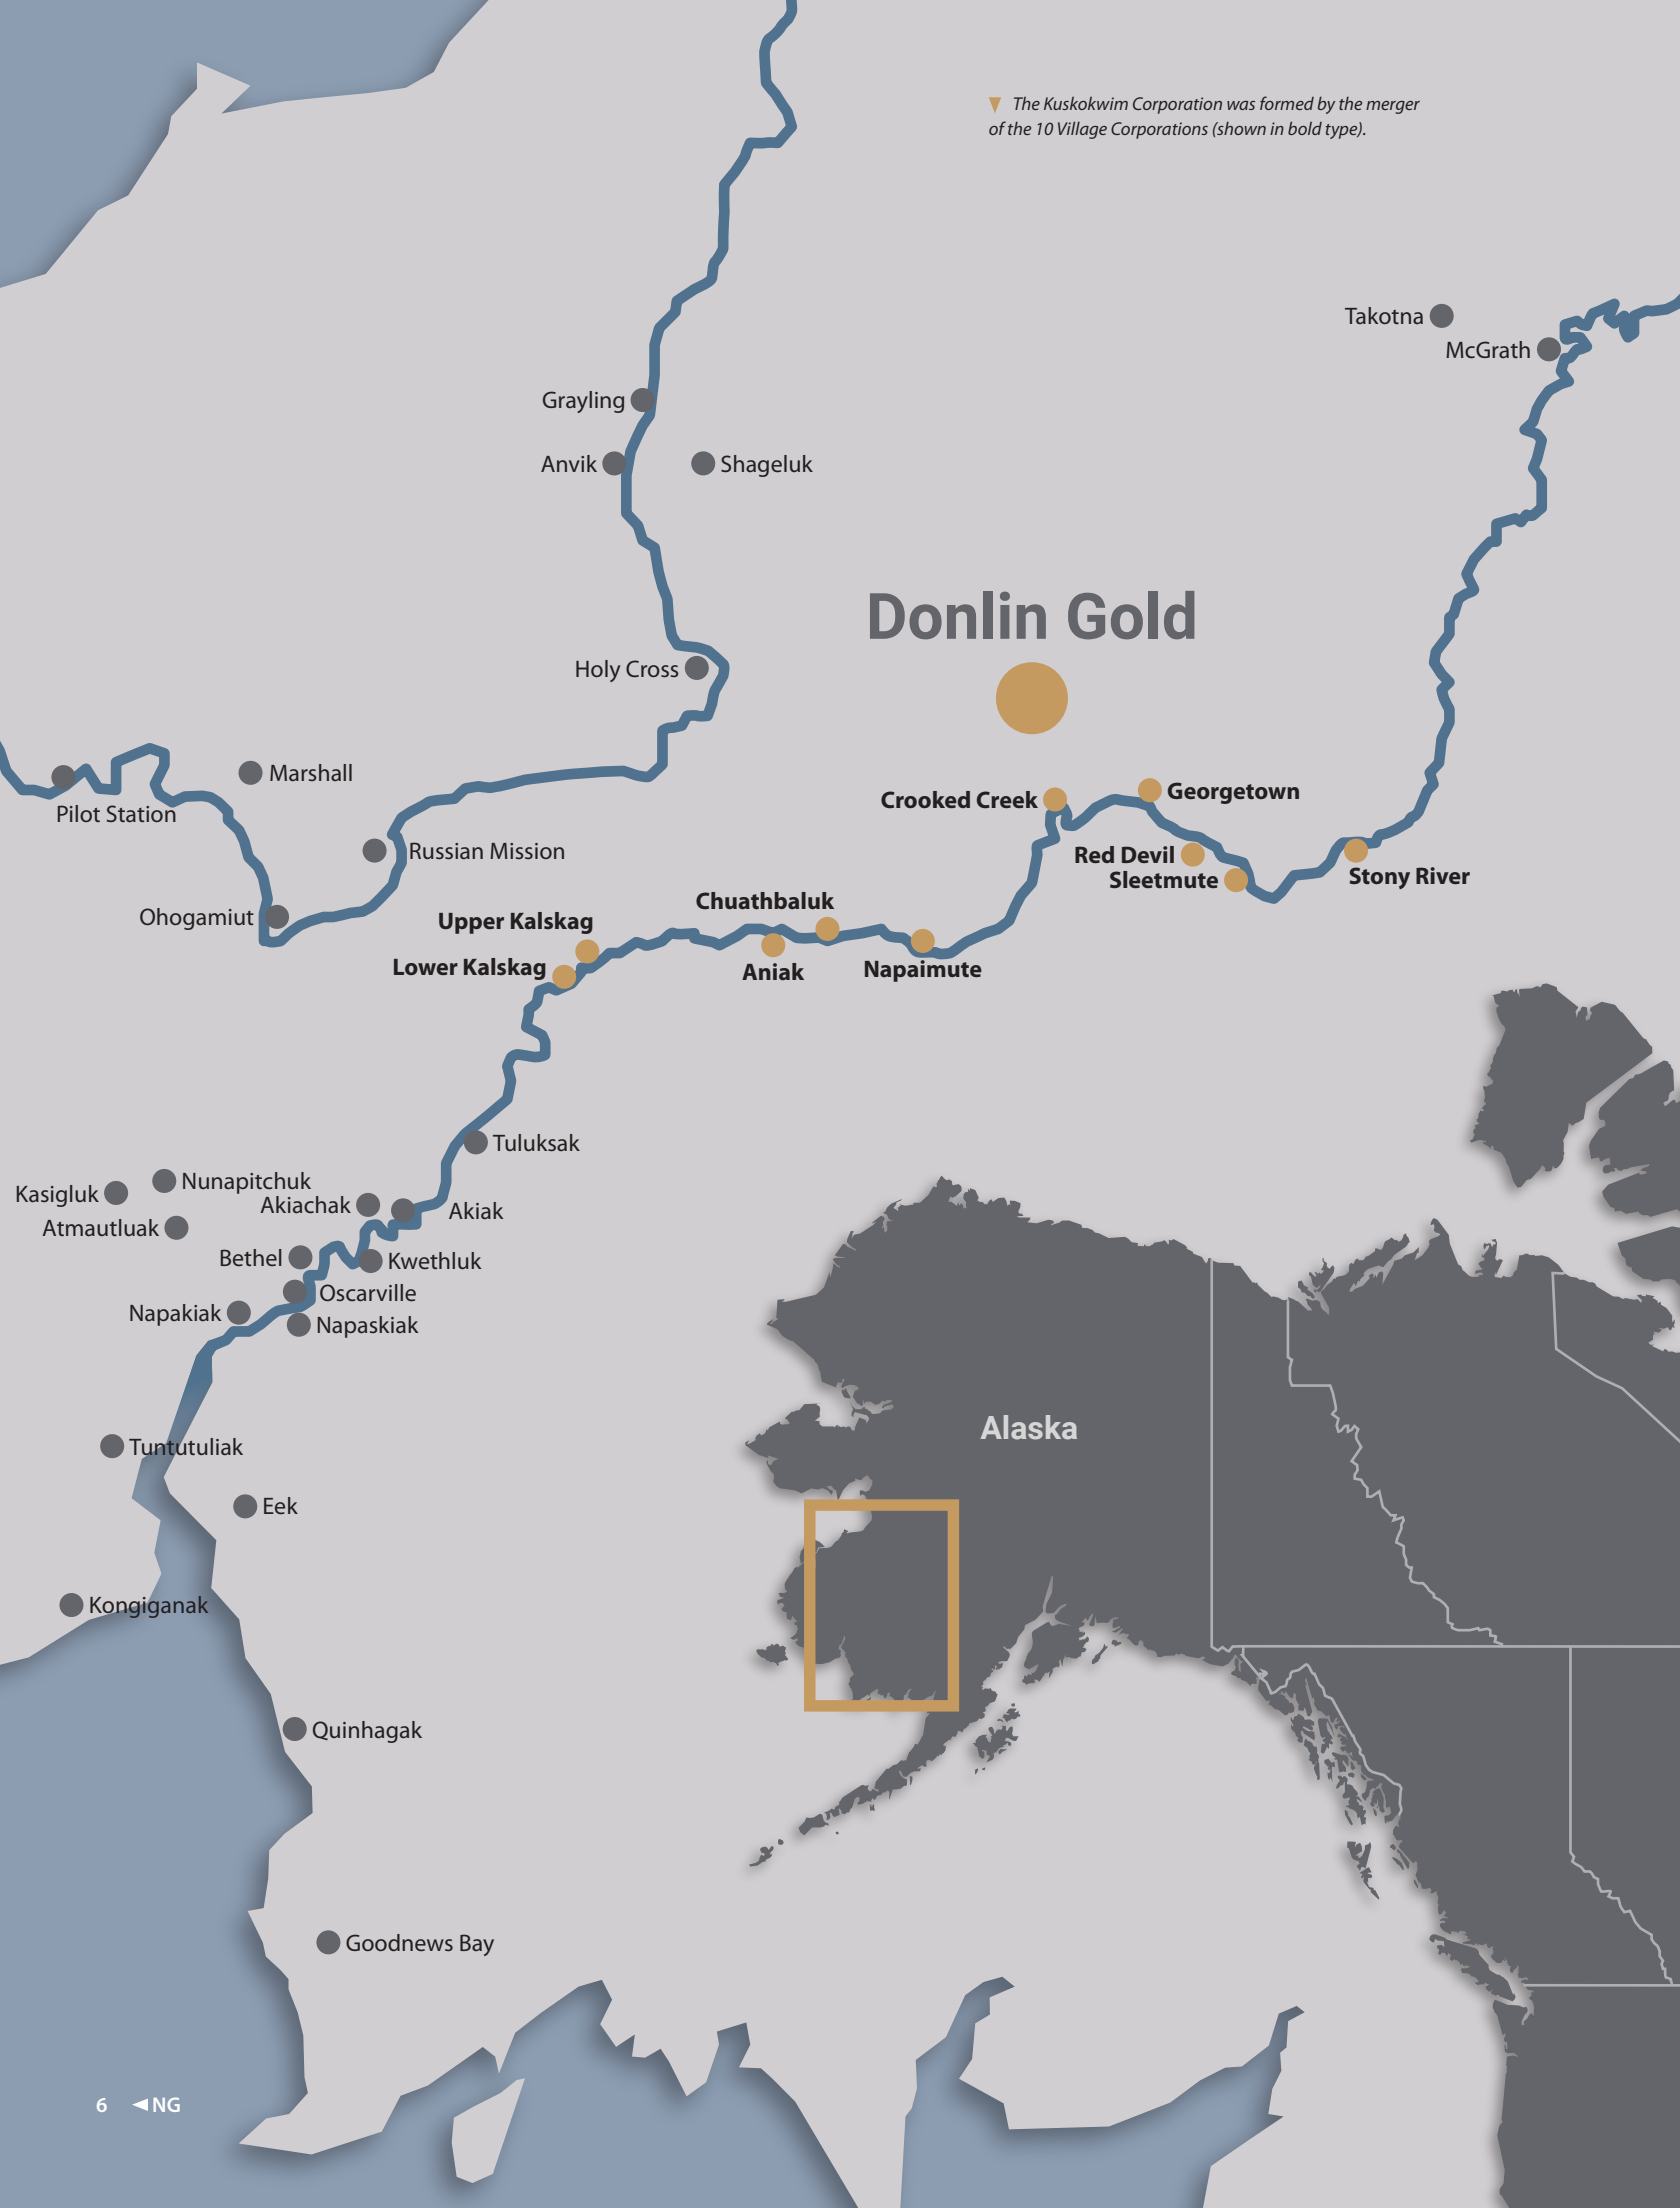 ▼ The Kuskokwim Corporation was formed by the merger
of the 10 Village Corporations (shown in bold type).
Takotna
McGrath
Grayling
Anvik
Shageluk
Donlin Gold
Holy Cross
Marshall
Pilot Station
Crooked Creek
Georgetown
Russian Mission
Red Devil
Sleetmute
Stony River
Chuathbaluk
Ohogamiut
Upper Kalskag
Lower Kalskag
Aniak
Napaimute
Tuluksak
Nunapitchuk
Kasigluk
Akiachak
Akiak
Atmautluak
Bethel
Kwethluk
Oscarville
Napakiak
Napaskiak
Alaska
Tuntutuliak
Eek
Kongiganak
Quinhagak
Goodnews Bay
6 ◄NG